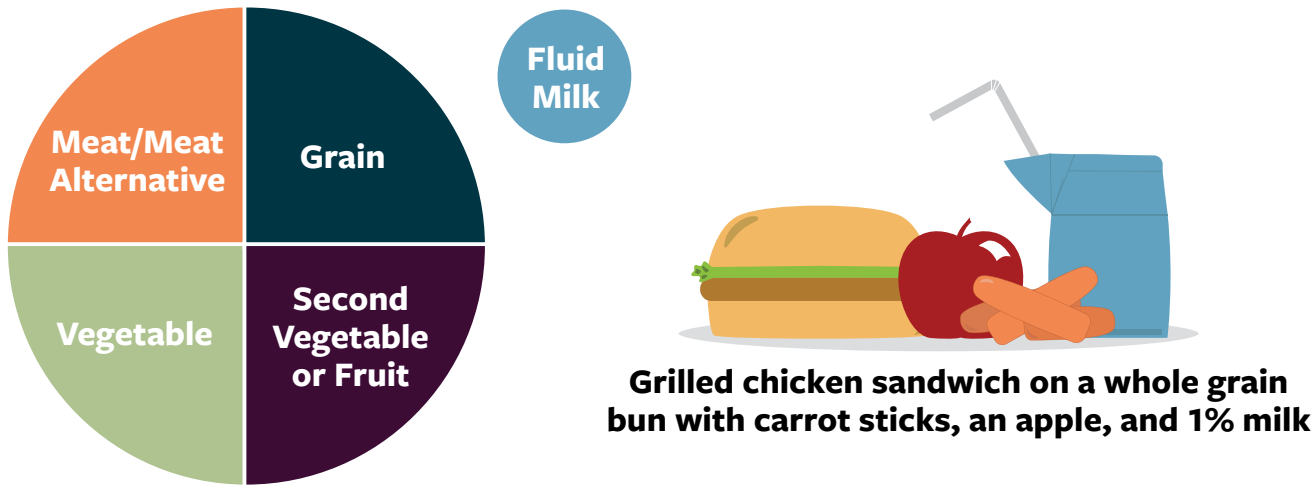 Meat/Meat
Alternative
Grain
Vegetable
Second
Vegetable
or Fruit
Fluid
Milk
Grilled chicken sandwich on a whole grain
bun with carrot sticks, an apple, and 1% milk